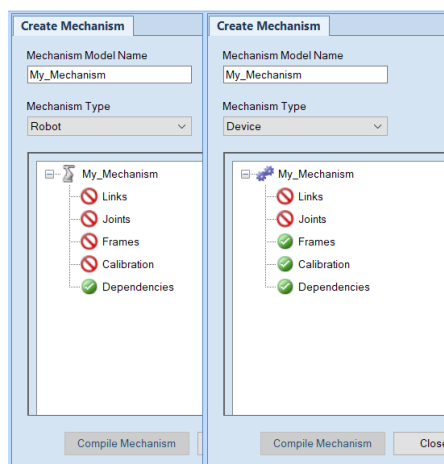 Create Mechanism
Mechanism Model Name
My_Mechanism
Mechanism Type
Robot
My_Mechanism
Links
Joints
Frames
Calibration
Dependencies
Compile Mechanism
Create Mechanism
Mechanism Model Name
My_Mechanism
Mechanism Type
Device
My_Mechanism
Links
Joints
Frames
Calibration
Dependencies
Compile Mechanism
Close